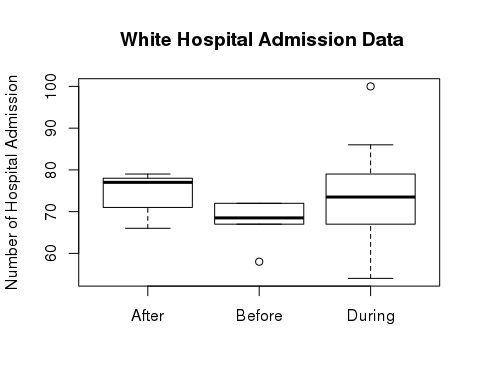 White Hospital Admission Data
Number of Hospital Admission
100
90
80
70
60
After Before During